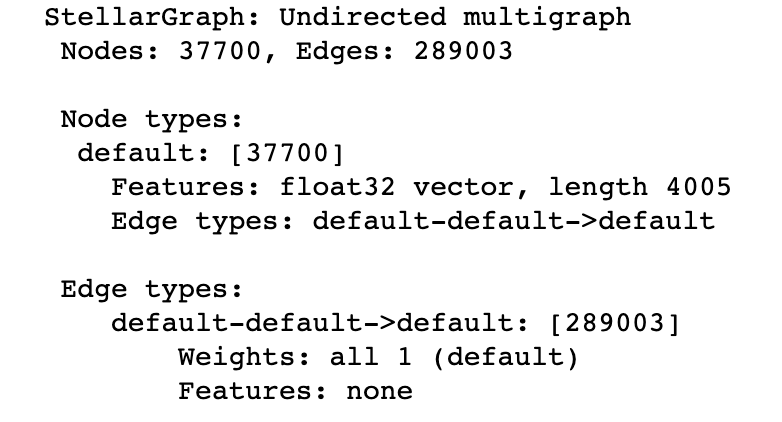 StellarGraph: Undirected multigraph
Nodes: 37700, Edges: 289003
Node types:
default: [37700]
Features: float32 vector, length 4005
Edge types: default-default->default
Edge types:
default-default->default: [289003]
Weights: all 1 (default)
Features: none